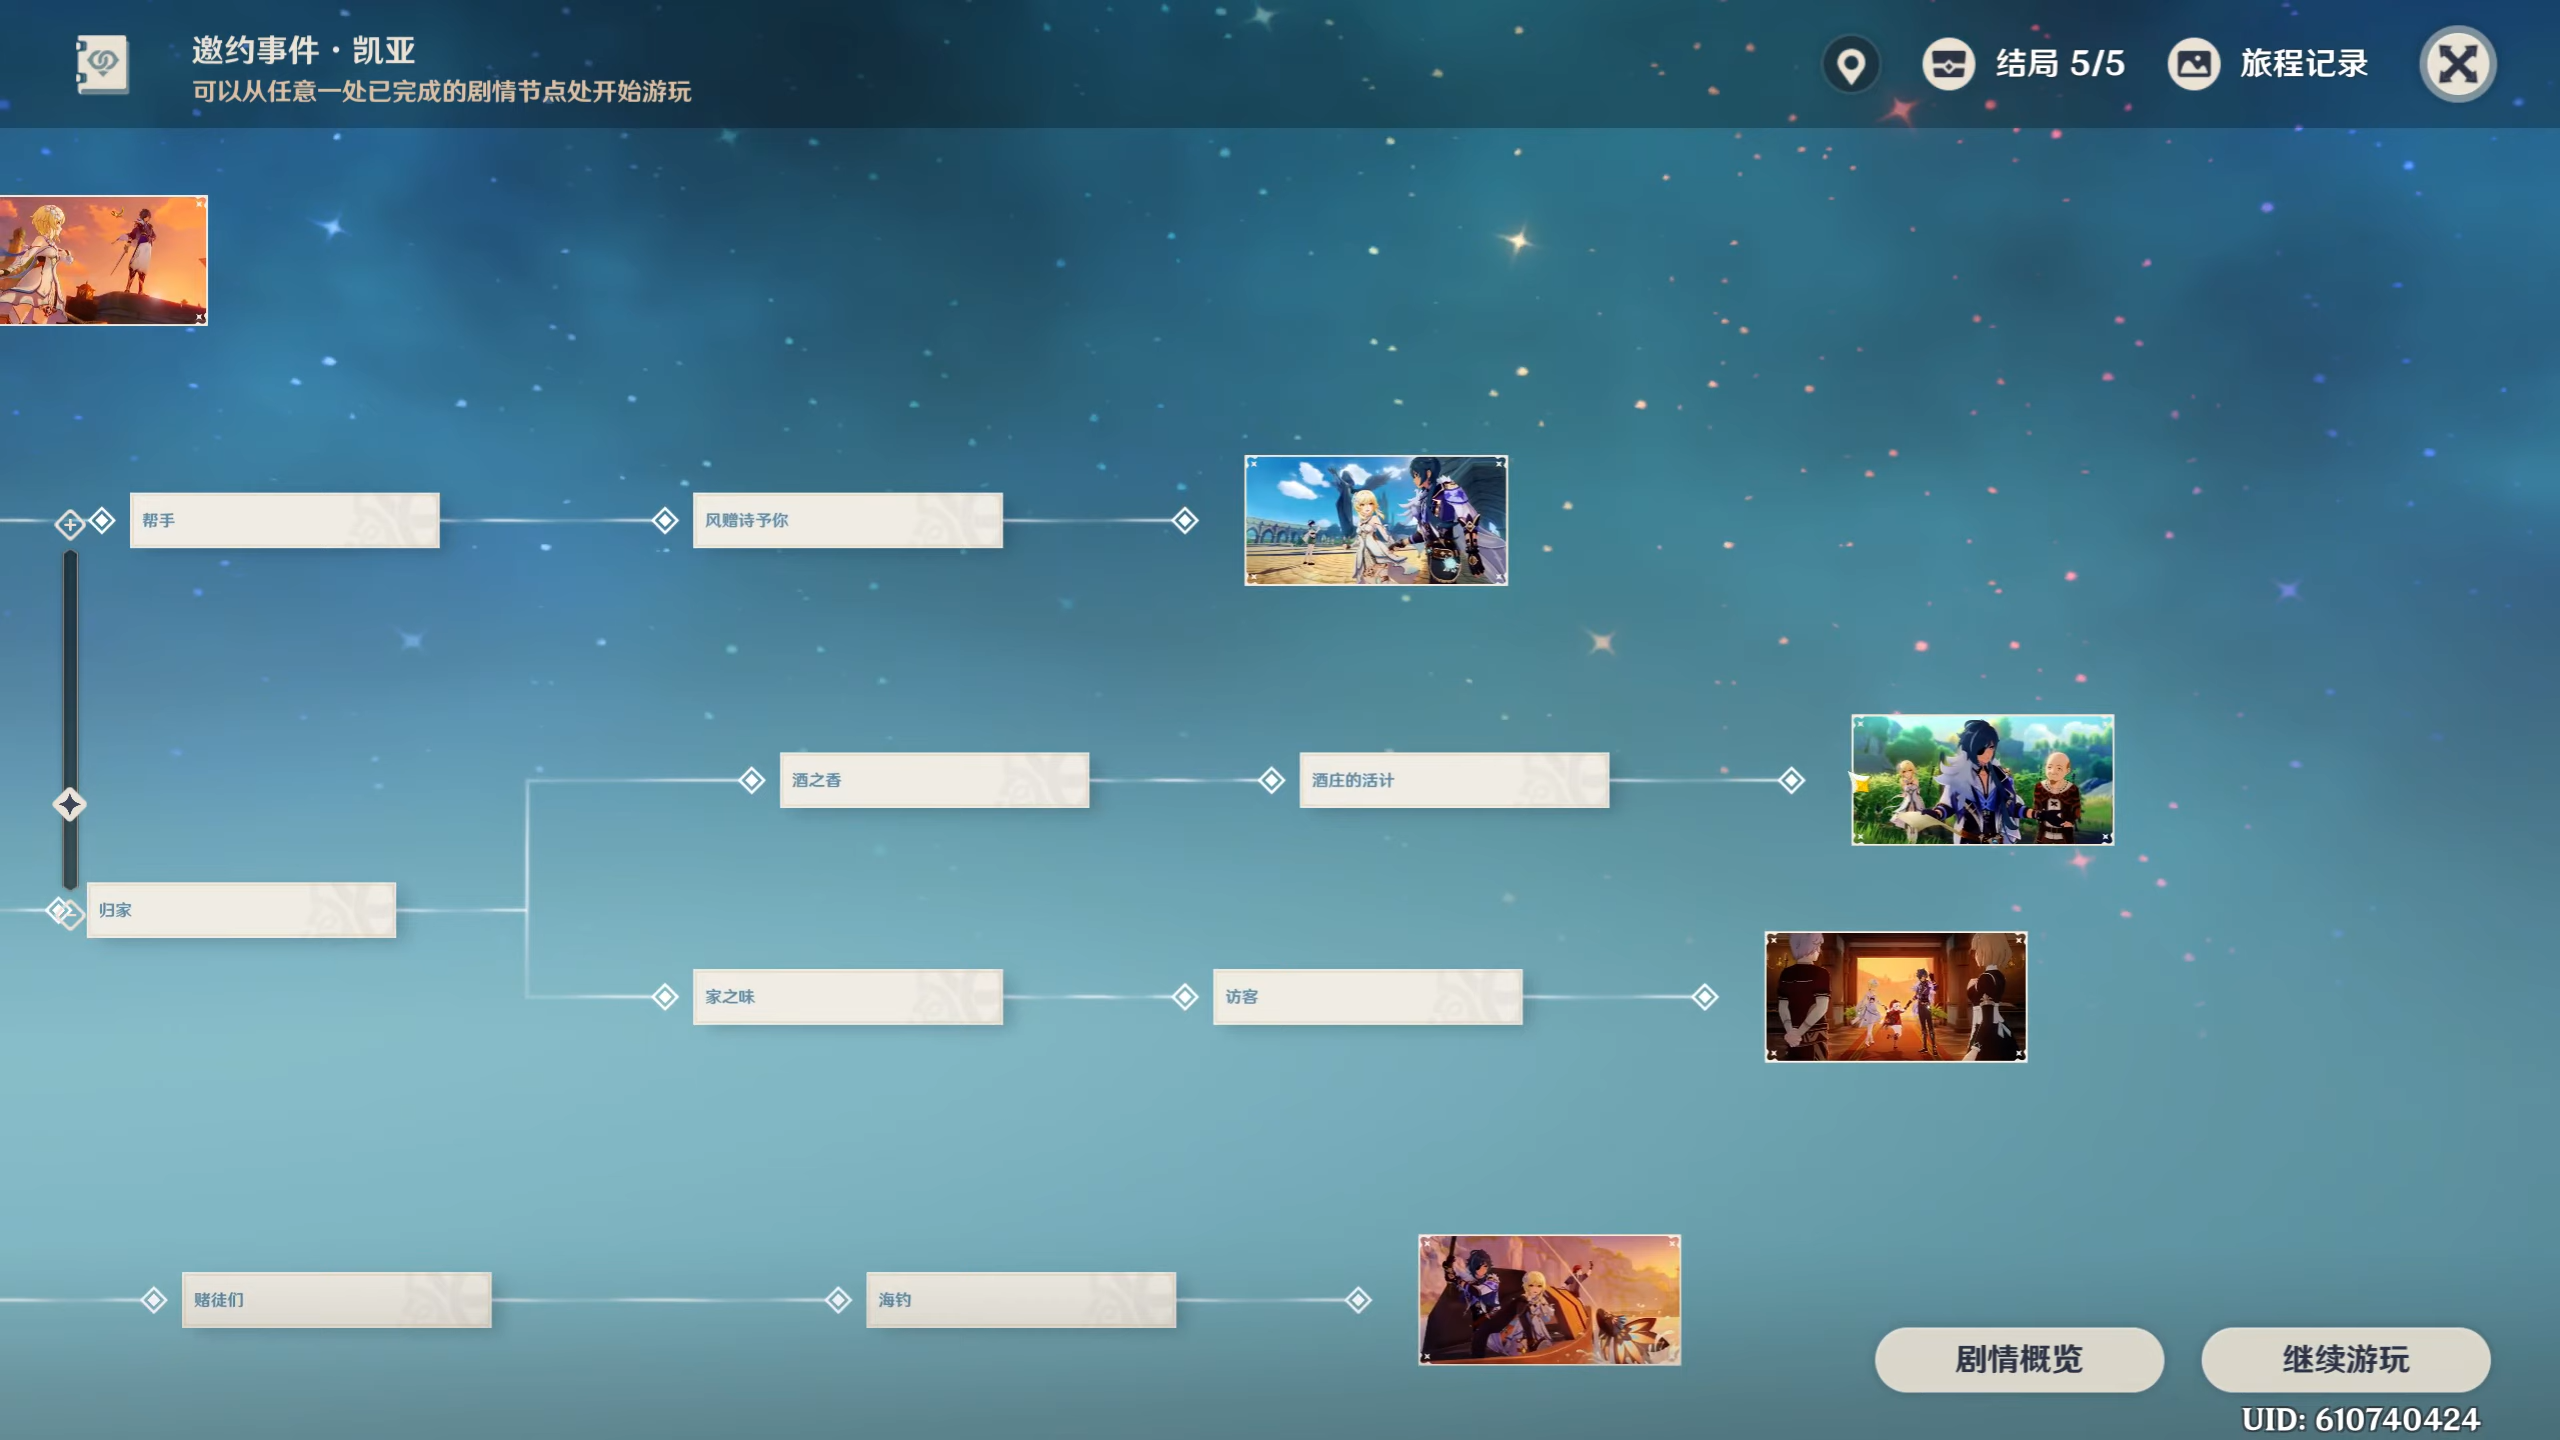 邀约事件·凯亚
可以从任意一处已完成的剧情节点处开始游玩
结局 5/5
旅程记录
帮手
风赠诗予你
酒之香
酒庄的活计
归家
家之味
访客
赌徒们
海钓
剧情概览
继续游玩
UID: 610740424